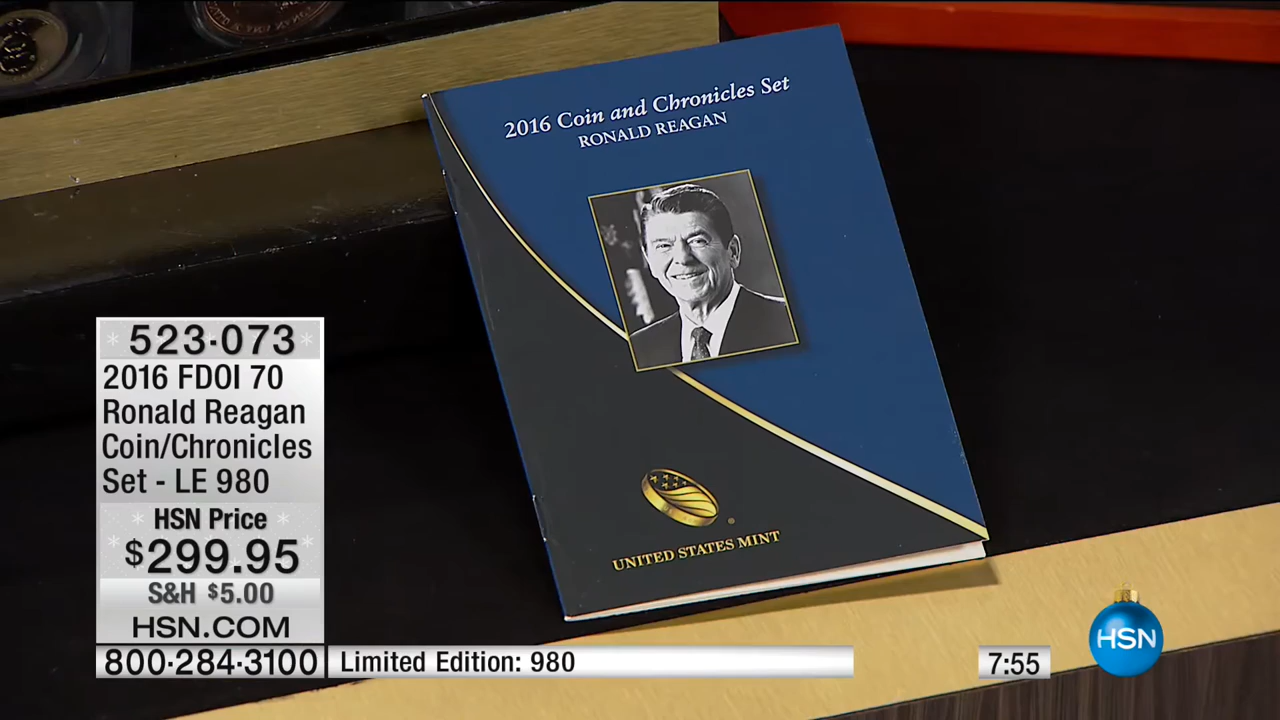 2016 Coin and Chronicles Set
RONALD REAGAN
UNITED STATES MINT
523·073
2016 FDOI 70
Ronald Reagan
Coin/Chronicles
Set - LE 980
HSN Price
$299.95
S&H $5.00
HSN.COM
800·284·3100
Limited Edition: 980
7:55
HSN